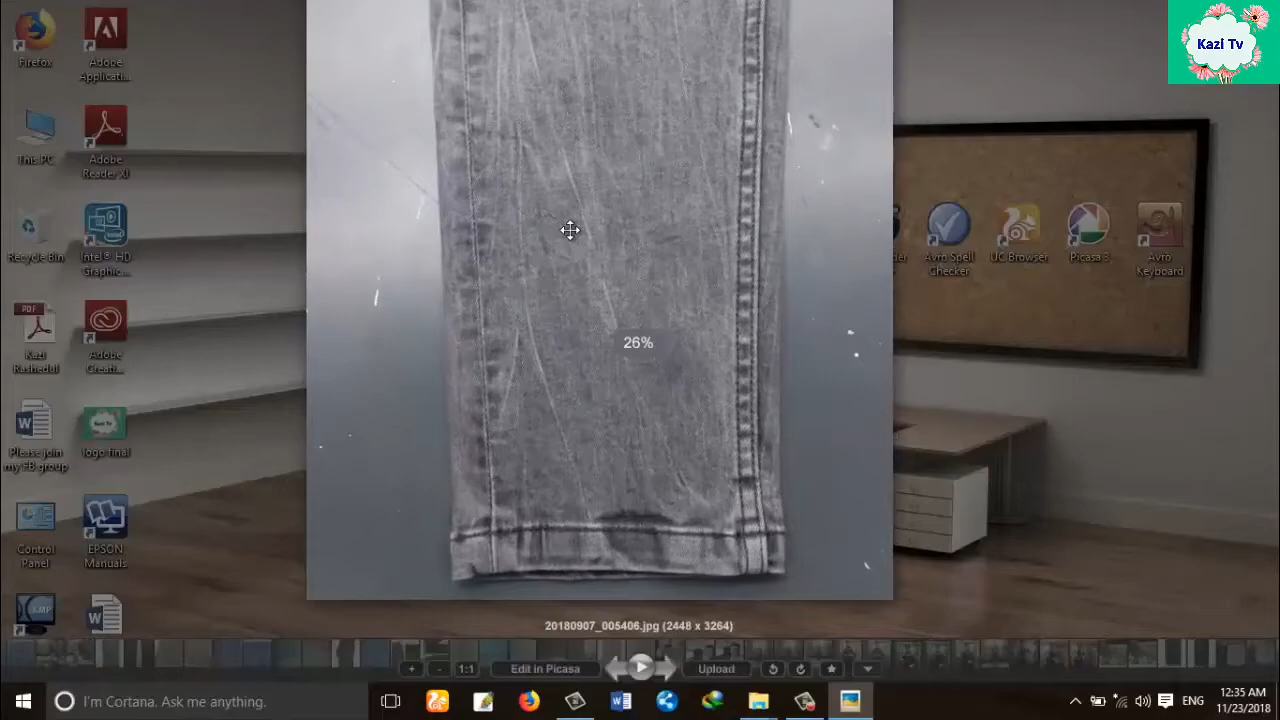 Kazi Tv
Firefox
Adobe
Applicati...
This PC
Adobe
Reader XI
Recycle Bin
Intel® HD
Graphic...
Avro Spell
Checker
UC Browser
Picasa 3
Avro
Keyboard
PDF
Kazi
Rashedul
Adobe
Creati...
26%
Please join
my FB group
logo final
Control
Panel
EPSON
Manuals
20180907_005406.jpg (2448 x 3264)
+
-
1:1
Edit in Picasa
Upload
I'm Cortana. Ask me anything.
ENG
12:35 AM
11/23/2018